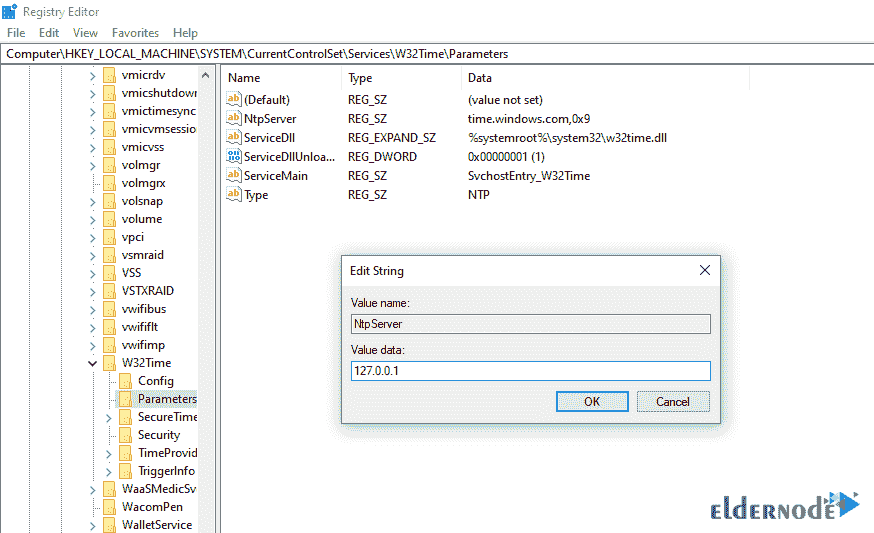 Registry Editor
File Edit View Favorites Help
Computer\HKEY_LOCAL_MACHINE\SYSTEM\CurrentControlSet\Services\W32Time\Parameters
vmicrdv
vmicshutdown
vmictimesync
vmicvmsessio
vmicvss
volmgr
volmgrx
volsnap
volume
vpci
vsmraid
VSS
VSTXRAID
vwifibus
vwififlt
vwifimp
W32Time
Config
Parameters
SecureTime
Security
TimeProvid
TriggerInfo
WaaSMedicSv
WacomPen
WalletService
Name Type Data
(Default) REG_SZ (value not set)
NtpServer REG_SZ time.windows.com,0x9
ServiceDll REG_EXPAND_SZ %systemroot%\system32\w32time.dll
ServiceDllUnloa... REG_DWORD 0x00000001 (1)
ServiceMain REG_SZ SvchostEntry_W32Time
Type REG_SZ NTP
Edit String
Value name:
NtpServer
Value data:
127.0.0.1
OK Cancel
elderNODE